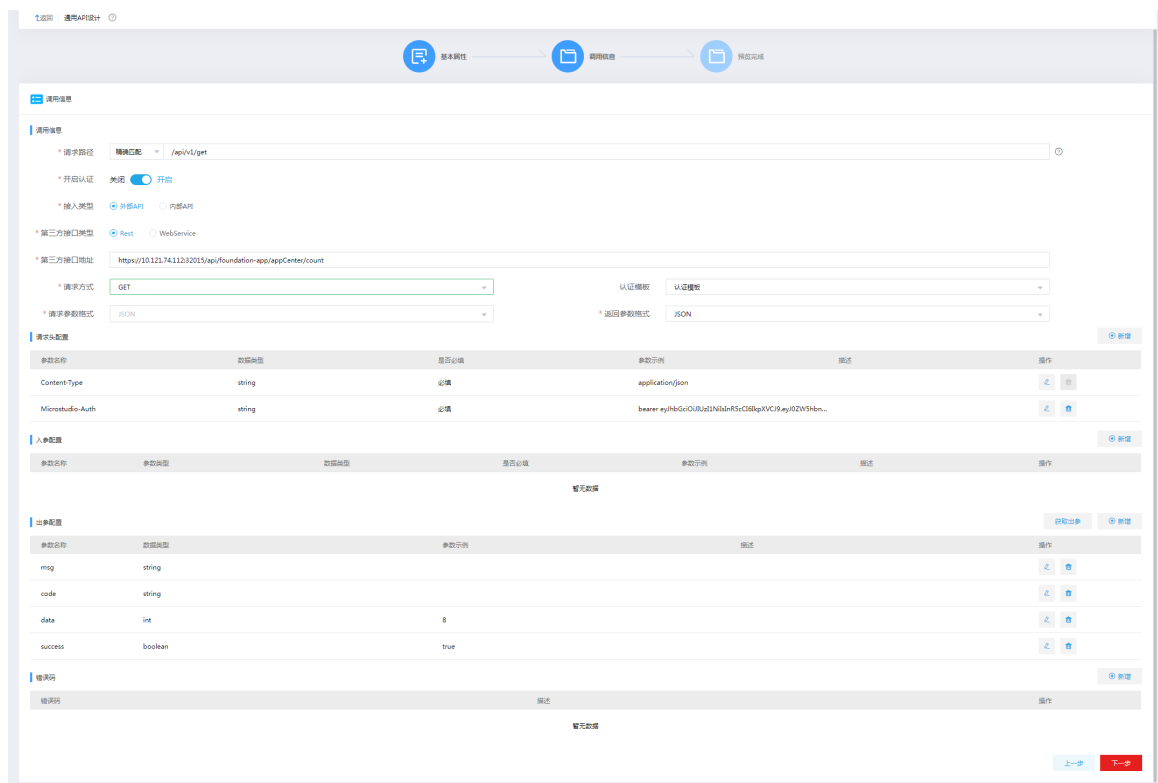 返回 通用API设计
基本属性 调用信息 预览完成
调用信息
调用信息
* 请求路径 精确匹配 /api/v1/get
* 开启认证 关闭 开启
* 接入类型 外部API 内部API
* 第三方接口类型 Rest WebService
* 第三方接口地址 https://10.121.74.112:32015/api/foundation-app/appCenter/count
* 请求方式 GET 认证模板 认证模板
* 请求参数格式 JSON * 返回参数格式 JSON
请求头配置 新增
参数名称 数据类型 是否必填 参数示例 描述 操作
Content-Type string 必填 application/json
Microstudio-Auth string 必填 bearer eyJhbGciOiJIUzI1NiIsInR5cCI6IkpXVCJ9.eyJ0ZW5hbn...
入参配置 新增
参数名称 参数类型 数据类型 是否必填 参数示例 描述 操作
暂无数据
出参配置 获取出参 新增
参数名称 数据类型 参数示例 描述 操作
msg string
code string
data int 8
success boolean true
错误码 新增
错误码 描述 操作
暂无数据
上一步 下一步